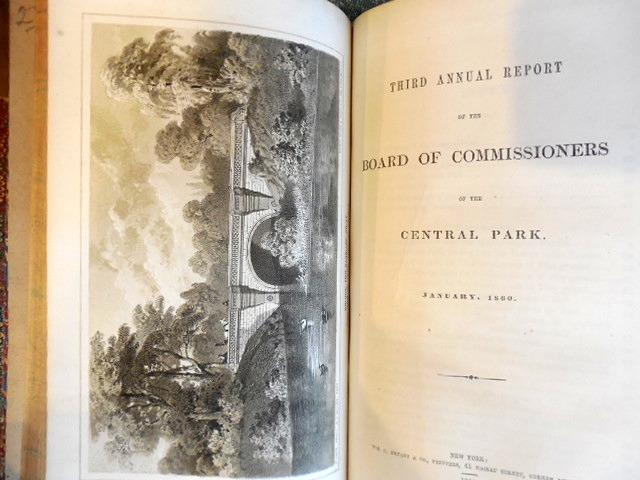 THIRD ANNUAL REPORT
OF THE
BOARD OF COMMISSIONERS
OF THE
CENTRAL PARK.
JANUARY, 1860.
NEW YORK:
WM. C. BRYANT & CO., PRINTERS, 41 NASSAU STREET, CORNER